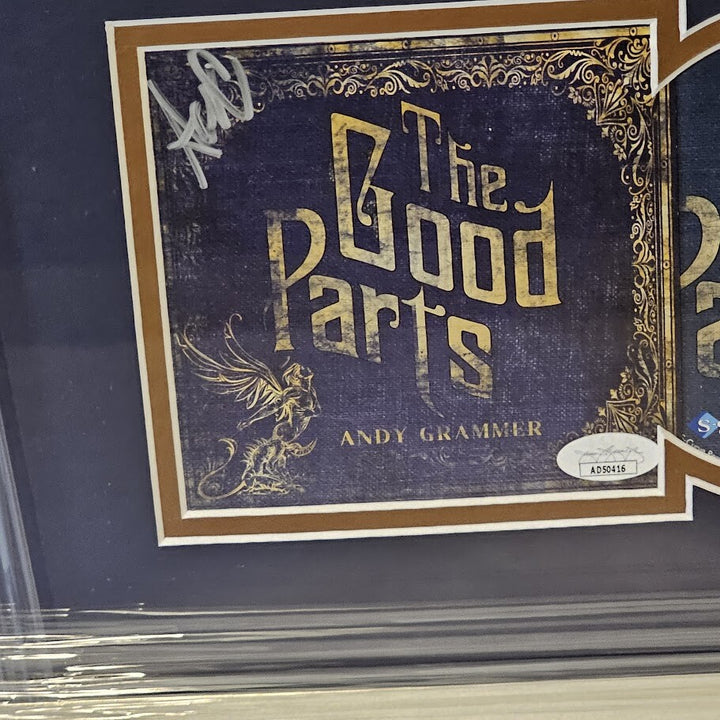 The
Good
Parts
ANDY GRAMMER
AD50416